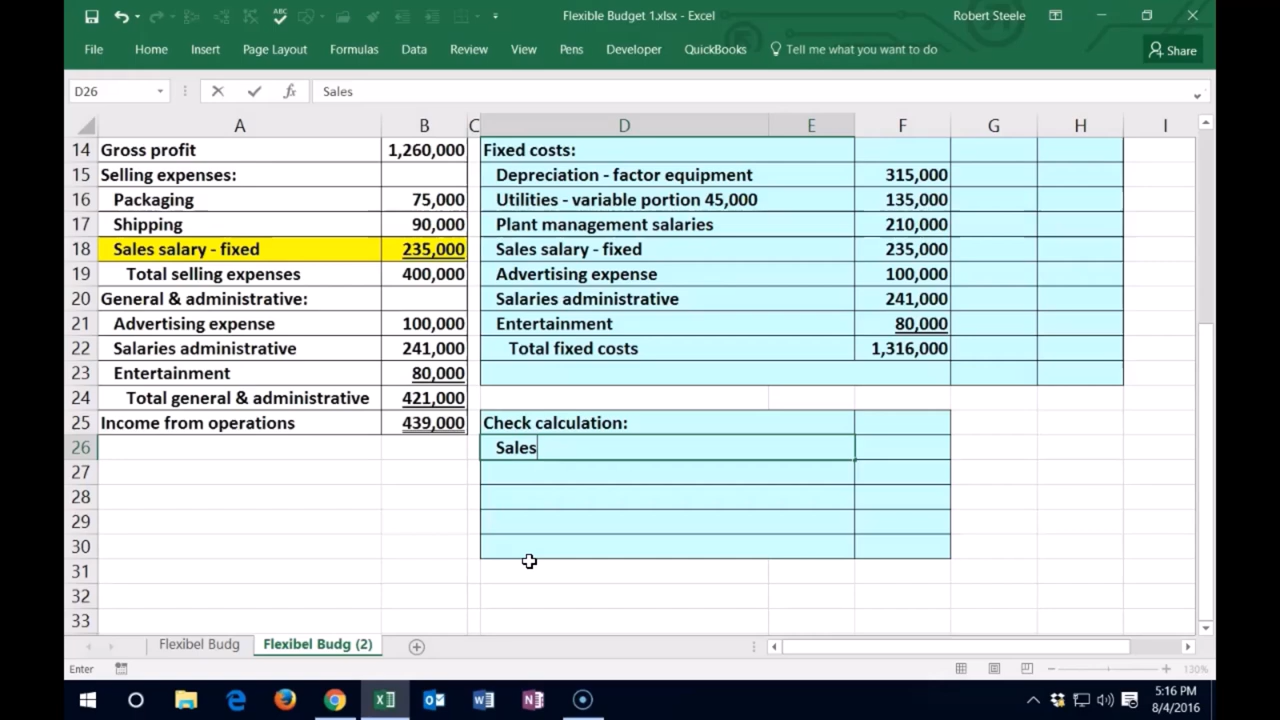 Flexible Budget 1.xlsx - Excel
Robert Steele
File Home Insert Page Layout Formulas Data Review View Pens Developer QuickBooks Tell me what you want to do Share
D26 fx Sales
A B C D E F G H I
14 Gross profit 1,260,000 Fixed costs:
15 Selling expenses: Depreciation - factor equipment 315,000
16 Packaging 75,000 Utilities - variable portion 45,000 135,000
17 Shipping 90,000 Plant management salaries 210,000
18 Sales salary - fixed 235,000 Sales salary - fixed 235,000
19 Total selling expenses 400,000 Advertising expense 100,000
20 General & administrative: Salaries administrative 241,000
21 Advertising expense 100,000 Entertainment 80,000
22 Salaries administrative 241,000 Total fixed costs 1,316,000
23 Entertainment 80,000
24 Total general & administrative 421,000
25 Income from operations 439,000 Check calculation:
26 Sales
27
28
29
30
31
32
33
Flexibel Budg Flexibel Budg (2)
Enter 130%
5:16 PM
8/4/2016